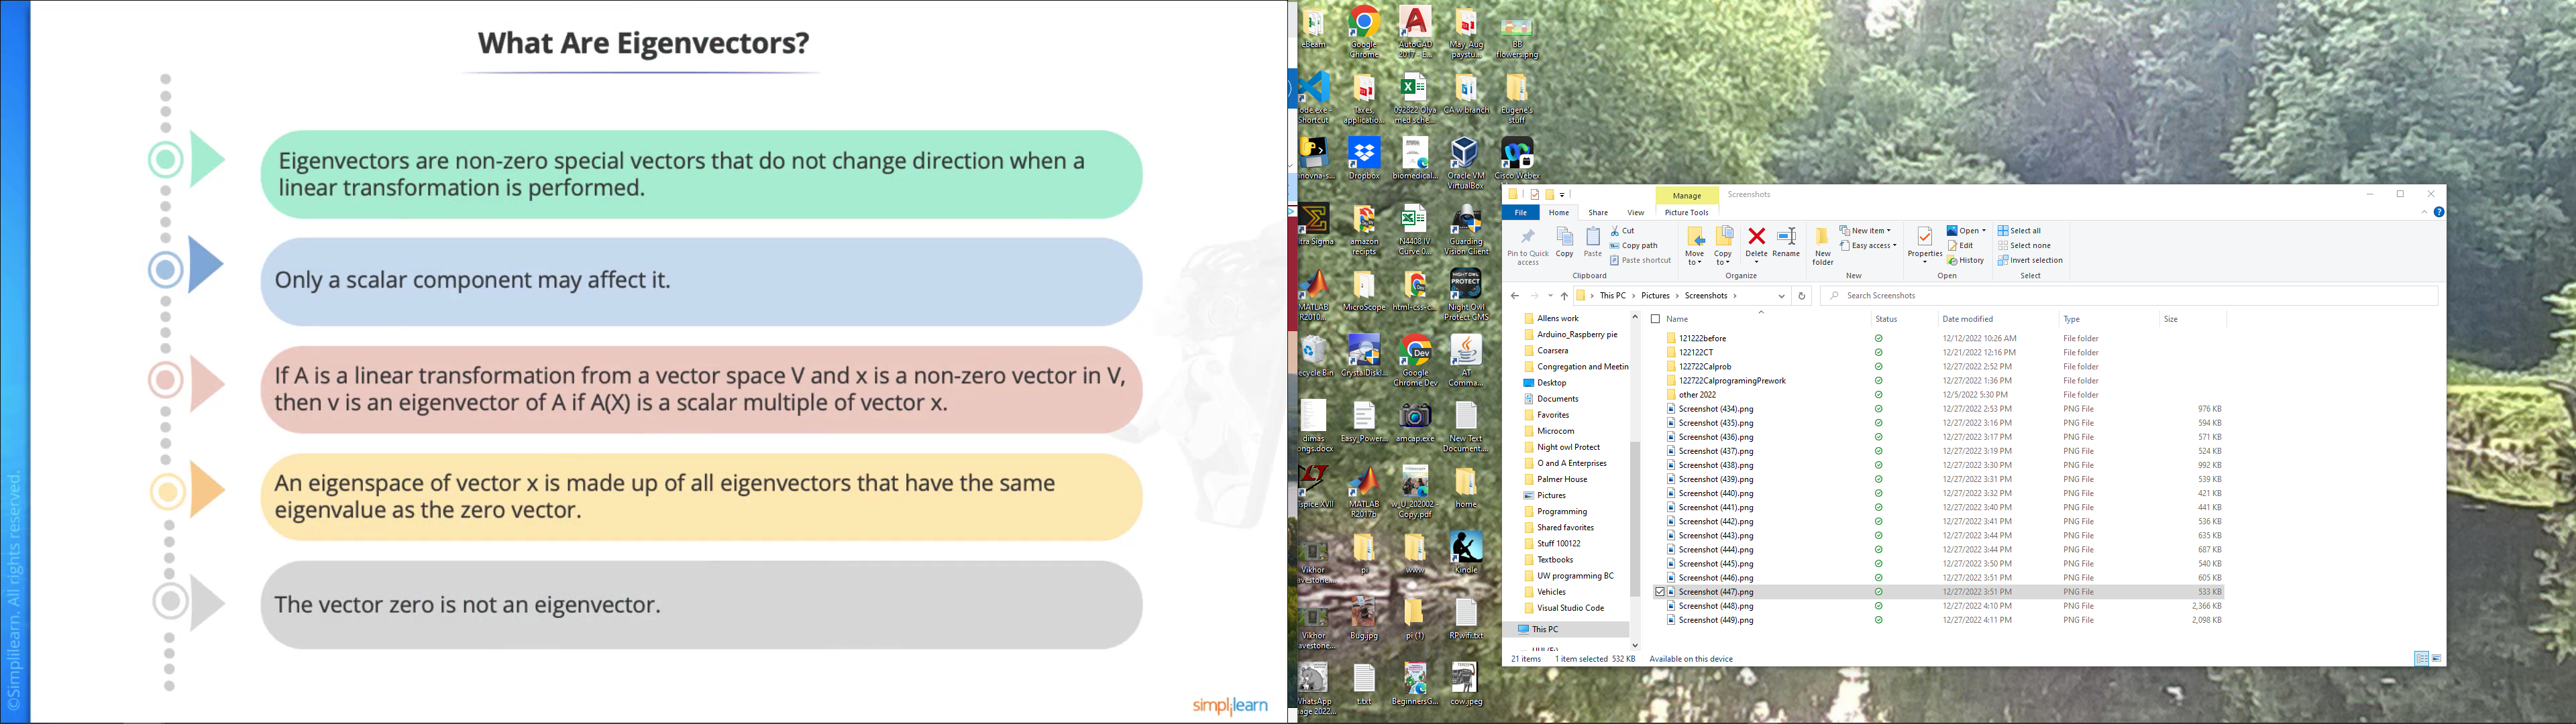 What Are Eigenvectors?
Eigenvectors are non-zero special vectors that do not change direction when a
linear transformation is performed.
Only a scalar component may affect it.
If A is a linear transformation from a vector space V and x is a non-zero vector in V,
then v is an eigenvector of A if A(X) is a scalar multiple of vector x.
An eigenspace of vector x is made up of all eigenvectors that have the same
eigenvalue as the zero vector.
The vector zero is not an eigenvector.
©Simplilearn. All rights reserved.
simplilearn
eBeam
Google
Chrome
AutoCAD
2017 - E...
May_Aug
paystu...
BB
flowers.png
ode.exe -
Shortcut
Taxes,
applicatio...
092822 Olya
med sche...
CA w branch
Eugene's
stuff
Dropbox
biomedical...
Oracle VM
VirtualBox
Cisco Webex
ltra Sigma
amazon
recipts
N4408 IV
Curve 0...
Guarding
Vision Client
MATLAB
R2010...
MicroScope
html-css-c...
Night Owl
Protect CMS
ecycle Bin
CrystalDiskI...
Google
Chrome Dev
AT
Comma...
dimas
ongs.docx
Easy_Power...
amcap.exe
New Text
Document...
tspice XVII
MATLAB
R2017b
w_U_202002 -
Copy.pdf
home
Vikhor
avestone...
pi
www
Kindle
Vikhor
avestone...
Bug.jpg
pi (1)
RPwifi.txt
WhatsApp
age 2022...
t.txt
BeginnersG...
cow.jpeg
Manage
Screenshots
File
Home
Share
View
Picture Tools
Pin to Quick
access
Copy
Paste
Cut
Copy path
Paste shortcut
Clipboard
Move
to
Copy
to
Delete
Rename
Organize
New
folder
New item
Easy access
New
Properties
Open
Edit
History
Open
Select all
Select none
Invert selection
Select
This PC
Pictures
Screenshots
Search Screenshots
Allens work
Arduino_Raspberry pie
Coarsera
Congregation and Meetin
Desktop
Documents
Favorites
Microcom
Night owl Protect
O and A Enterprises
Palmer House
Pictures
Programming
Shared favorites
Stuff 100122
Textbooks
UW programming BC
Vehicles
Visual Studio Code
This PC
Name Status Date modified Type Size
121222before 12/12/2022 10:26 AM File folder
122122CT 12/21/2022 12:16 PM File folder
122722Calprob 12/27/2022 2:52 PM File folder
122722CalprogramingPrework 12/27/2022 1:36 PM File folder
other 2022 12/5/2022 5:30 PM File folder
Screenshot (434).png 12/27/2022 2:53 PM PNG File 976 KB
Screenshot (435).png 12/27/2022 3:16 PM PNG File 594 KB
Screenshot (436).png 12/27/2022 3:17 PM PNG File 571 KB
Screenshot (437).png 12/27/2022 3:19 PM PNG File 524 KB
Screenshot (438).png 12/27/2022 3:30 PM PNG File 992 KB
Screenshot (439).png 12/27/2022 3:31 PM PNG File 539 KB
Screenshot (440).png 12/27/2022 3:32 PM PNG File 421 KB
Screenshot (441).png 12/27/2022 3:40 PM PNG File 441 KB
Screenshot (442).png 12/27/2022 3:41 PM PNG File 536 KB
Screenshot (443).png 12/27/2022 3:44 PM PNG File 635 KB
Screenshot (444).png 12/27/2022 3:44 PM PNG File 687 KB
Screenshot (445).png 12/27/2022 3:50 PM PNG File 540 KB
Screenshot (446).png 12/27/2022 3:51 PM PNG File 605 KB
Screenshot (447).png 12/27/2022 3:51 PM PNG File 533 KB
Screenshot (448).png 12/27/2022 4:10 PM PNG File 2,366 KB
Screenshot (449).png 12/27/2022 4:11 PM PNG File 2,098 KB
21 items 1 item selected 532 KB Available on this device